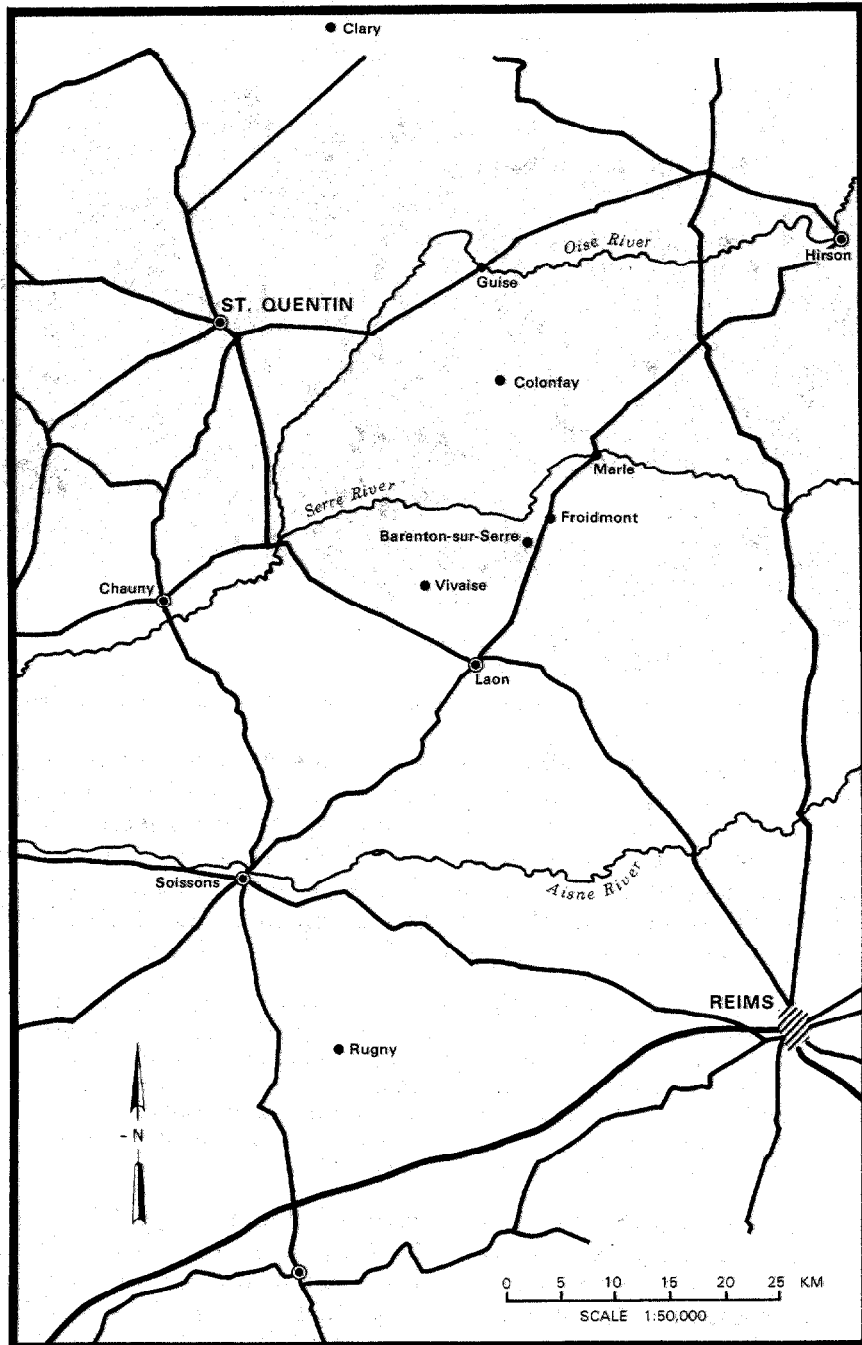 Clary
Oise River
Hirson
Guise
ST. QUENTIN
Colonfay
Marle
Serre River
Froidmont
Barenton-sur-Serre
Vivaise
Chauny
Laon
Soissons
Aisne River
REIMS
Rugny
N
0 5 10 15 20 25 KM
SCALE 1:50,000